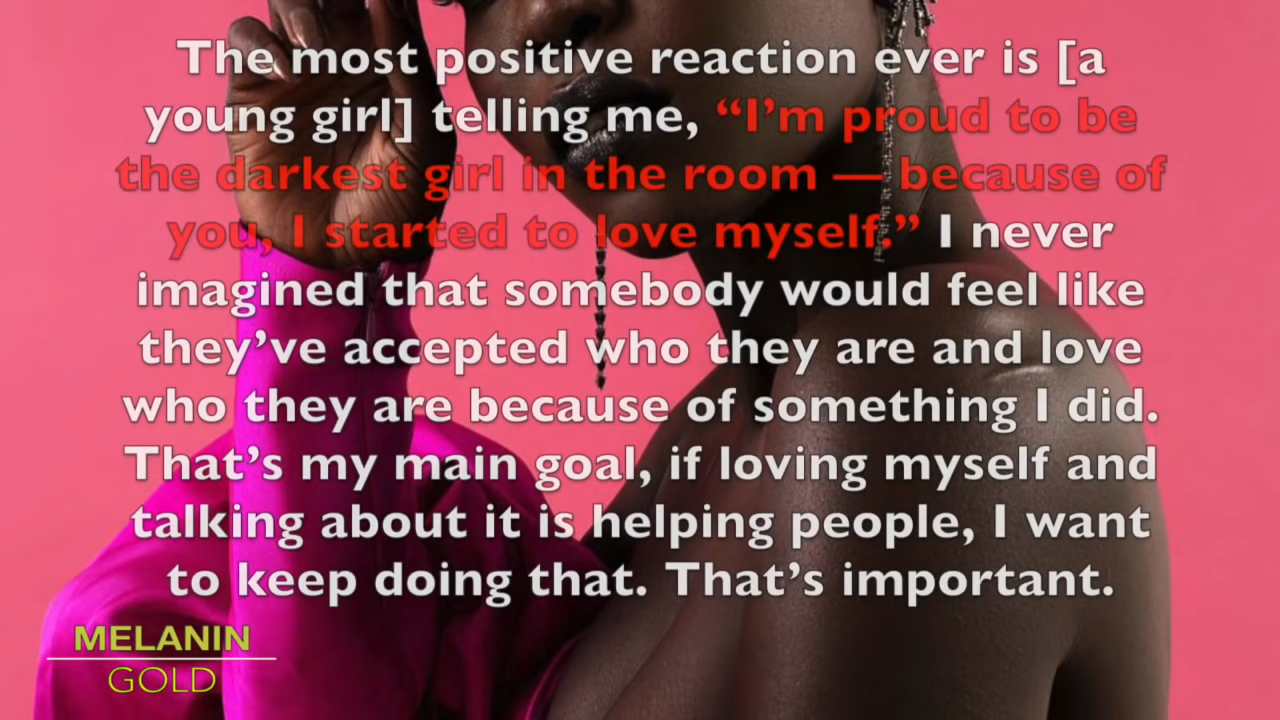 The most positive reaction ever is [a
young girl] telling me, “I’m proud to be
the darkest girl in the room — because of
you, I started to love myself.” I never
imagined that somebody would feel like
they’ve accepted who they are and love
who they are because of something I did.
That’s my main goal, if loving myself and
talking about it is helping people, I want
to keep doing that. That’s important.
MELANIN
GOLD